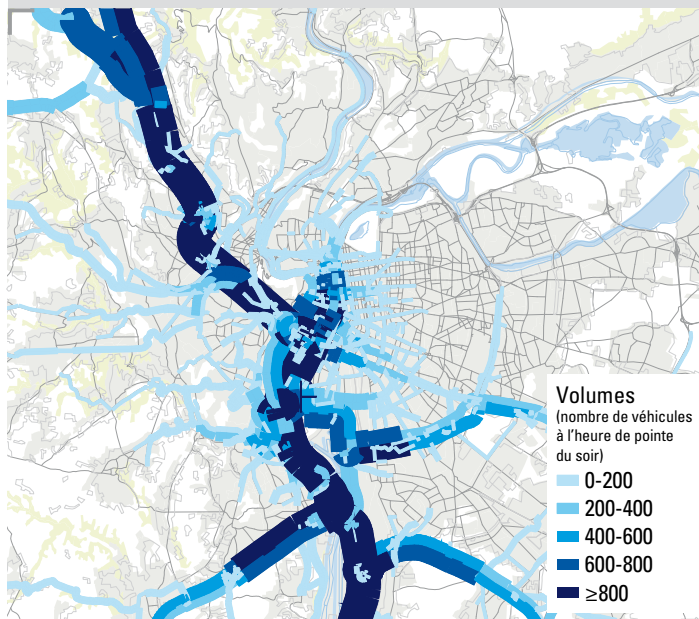 Volumes
(nombre de véhicules
à l'heure de pointe
du soir)
0-200
200-400
400-600
600-800
≥800